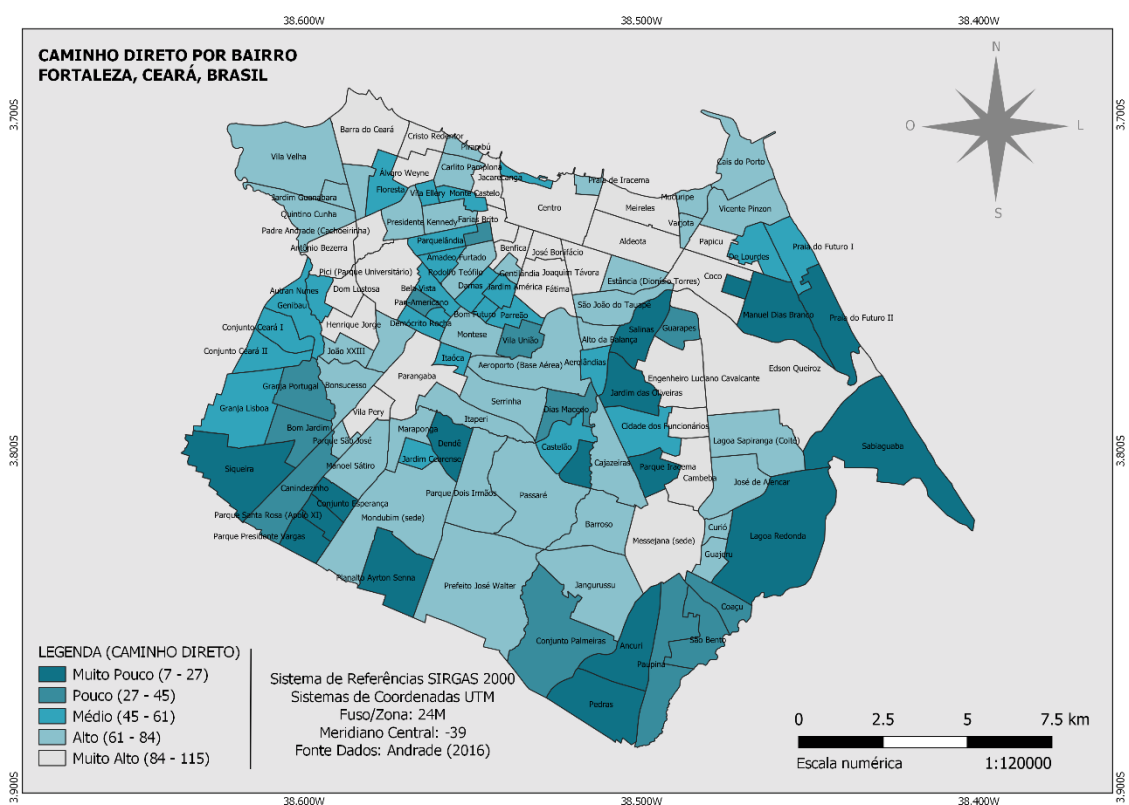 38.600W
38.500W
38.400W
CAMINHO DIRETO POR BAIRRO
FORTALEZA, CEARÁ, BRASIL
N
O
L
S
3.700S
3.700S
3.800S
3.800S
3.900S
3.900S
Barra do Ceará
Cristo Redentor
Pirambú
Vila Velha
Carlito Pamplona
Álvaro Weyne
Jacarecanga
Floresta
Vila Ellery
Monte Castelo
Jardim Guanabara
Quintino Cunha
Presidente Kennedy
Farias Brito
Centro
Praia de Iracema
Meireles
Mucuripe
Cais do Porto
Vicente Pinzon
Varjota
Padre Andrade (Cachoeirinha)
Antônio Bezerra
Parquelândia
Benfica
José Bonifácio
Aldeota
Papicu
Praia do Futuro I
De Lourdes
Amadeu Furtado
Pici (Parque Universitário)
Rodolfo Teófilo
Gentilândia
Joaquim Távora
Coco
Estância (Dionísio Torres)
Autran Nunes
Dom Lustosa
Bela Vista
Damas
Jardim América
Fátima
Genibau
Pan-Americano
São João do Tauape
Manuel Dias Branco
Praia do Futuro II
Conjunto Ceará I
Henrique Jorge
Demócrito Rocha
Bom Futuro
Parreão
Salinas
Guarapes
Montese
Vila União
Alto da Balança
Conjunto Ceará II
João XXIII
Itaóca
Aeroporto (Base Aérea)
Aerolândias
Edson Queiroz
Granja Portugal
Bonsucesso
Parangaba
Engenheiro Luciano Cavalcante
Jardim das Oliveiras
Granja Lisboa
Vila Pery
Serrinha
Dias Macedo
Bom Jardim
Maraponga
Itaperi
Cidade dos Funcionários
Parque São José
Dendê
Castelão
Lagoa Sapiranga (Coité)
Sabiaguaba
Siqueira
Manoel Sátiro
Jardim Cearense
Cajazeiras
Parque Iracema
Cambeba
José de Alencar
Canindezinho
Conjunto Esperança
Parque Dois Irmãos
Passaré
Parque Santa Rosa (Apolo XI)
Mondubim (sede)
Barroso
Curió
Parque Presidente Vargas
Messejana (sede)
Lagoa Redonda
Guajeru
Planalto Ayrton Senna
Prefeito José Walter
Jangurussu
Coaçu
Conjunto Palmeiras
Ancuri
São Bento
Paupina
Pedras
LEGENDA (CAMINHO DIRETO)
Muito Pouco (7 - 27)
Pouco (27 - 45)
Médio (45 - 61)
Alto (61 - 84)
Muito Alto (84 - 115)
Sistema de Referências SIRGAS 2000
Sistemas de Coordenadas UTM
Fuso/Zona: 24M
Meridiano Central: -39
Fonte Dados: Andrade (2016)
0 2.5 5 7.5 km
Escala numérica 1:120000
38.600W
38.500W
38.400W